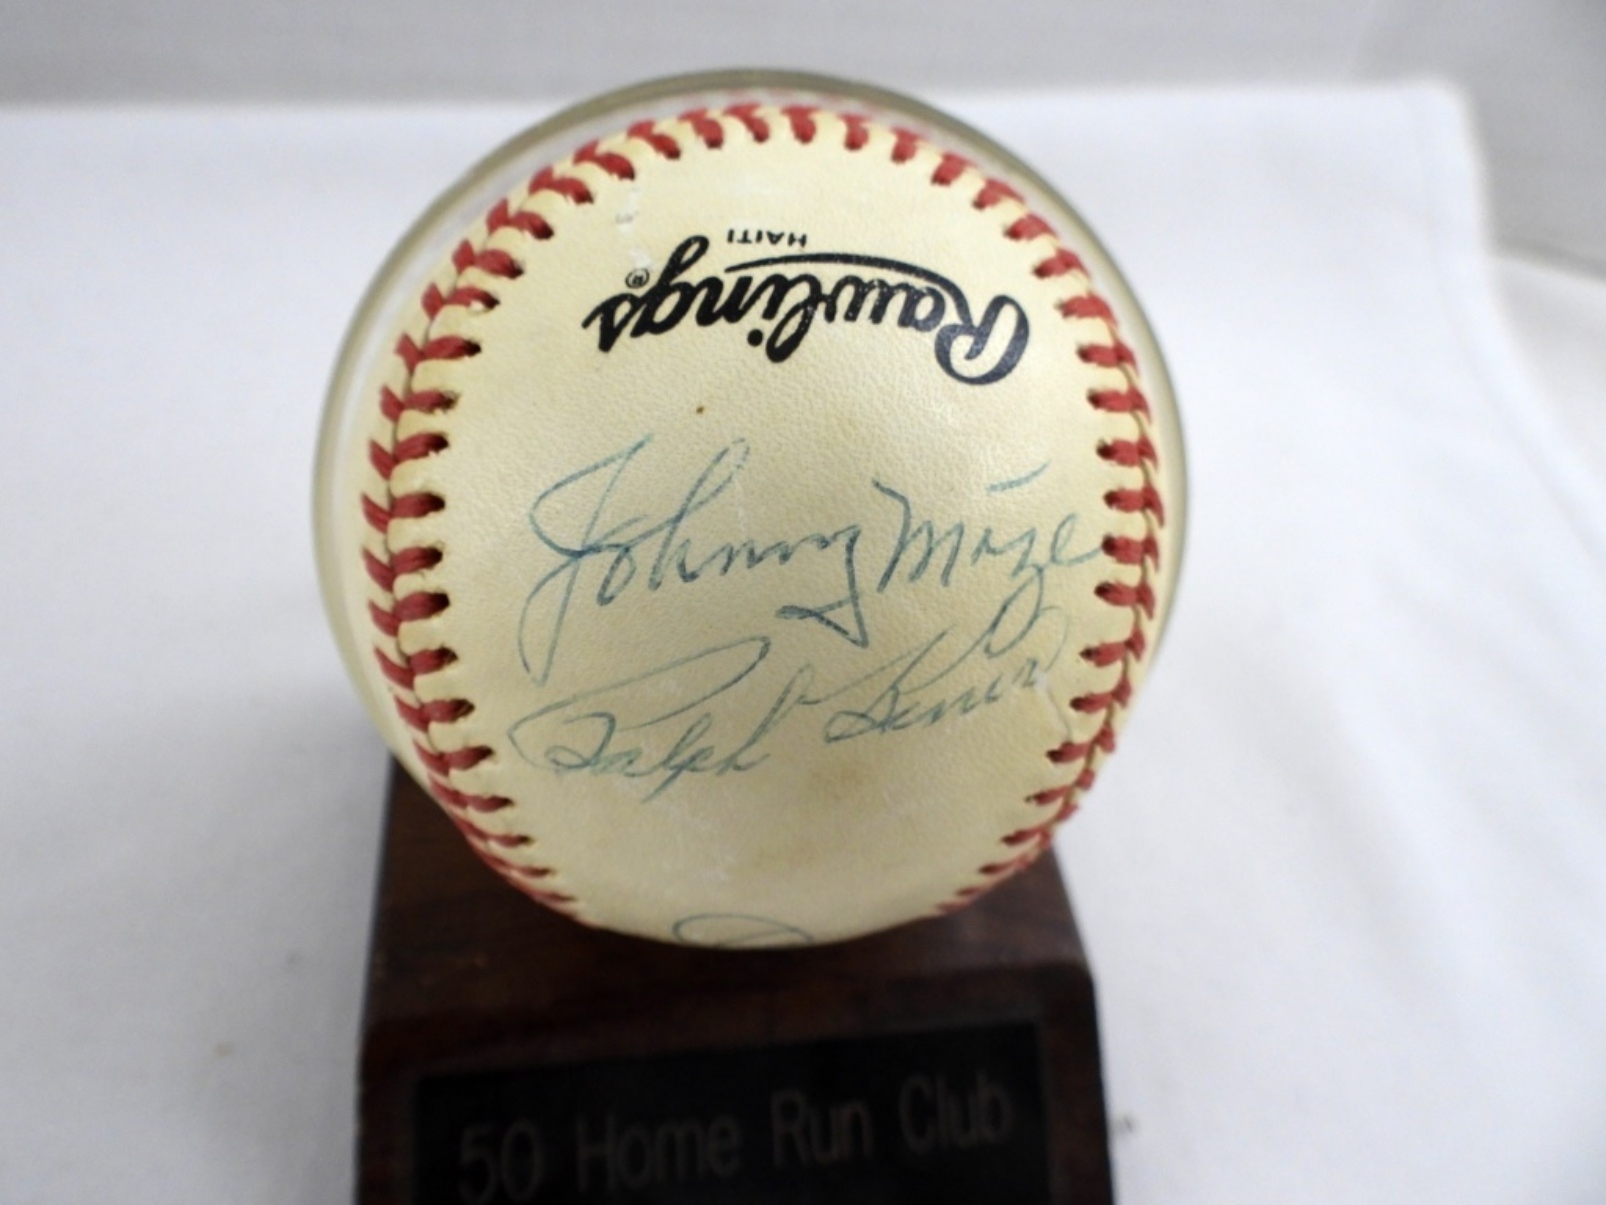 HAITI
Rawlings®
Johnny Mize
Ralph Kiner
50 Home Run Club